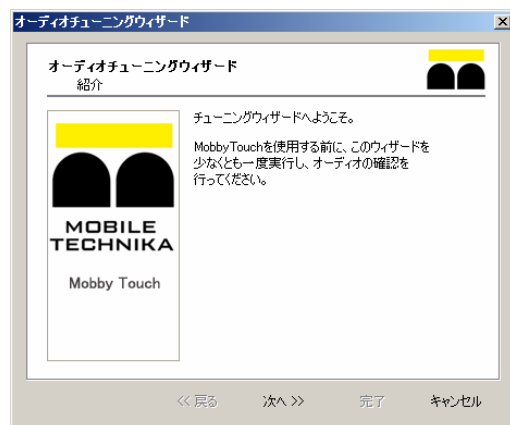 オーディオチューニングウィザード
オーディオチューニングウィザード
紹介
チューニングウィザードへようこそ。
MobbyTouchを使用する前に、このウィザードを
少なくとも一度実行し、オーディオの確認を
行ってください。
MOBILE
TECHNIKA
Mobby Touch
<< 戻る 次へ >> 完了 キャンセル